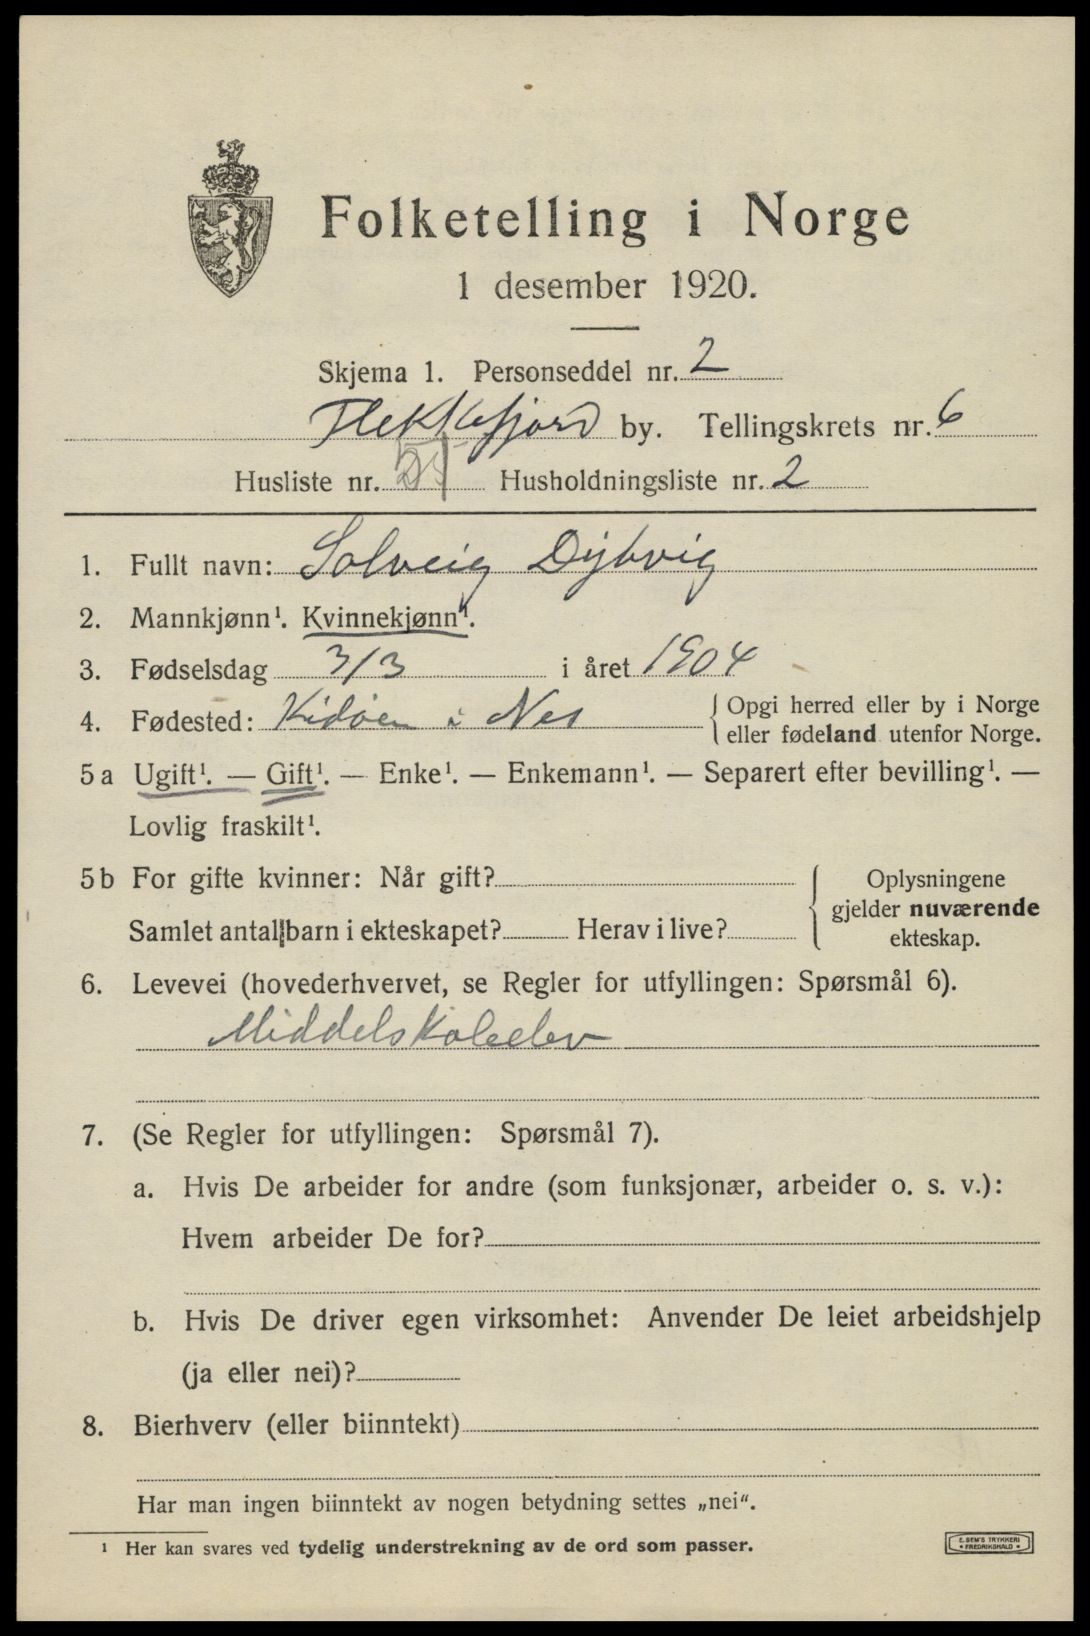 Folketelling i Norge
1 desember 1920.
Skjema 1. Personseddel nr. 2
Flekkefjord by. Tellingskrets nr. 6
Husliste nr. Husholdningsliste nr. 2
1. Fullt navn: Solveig Dybvig
2. Mannkjønn¹. Kvinnekjønn¹.
3. Fødselsdag 3/3 i året 1904
4. Fødested: i Nes
Opgi herred eller by i Norge
eller fødeland utenfor Norge.
5a Ugift¹. — Gift¹. — Enke¹. — Enkemann¹. — Separert efter bevilling¹. —
Lovlig fraskilt¹.
5b For gifte kvinner: Når gift?
Samlet antall barn i ekteskapet? Herav i live?
Oplysningene
gjelder nuværende
ekteskap.
6. Levevei (hovederhvervet, se Regler for utfyllingen: Spørsmål 6).
Middelskoleelev
7. (Se Regler for utfyllingen: Spørsmål 7).
a. Hvis De arbeider for andre (som funksjonær, arbeider o. s. v.):
Hvem arbeider De for?
b. Hvis De driver egen virksomhet: Anvender De leiet arbeidshjelp
(ja eller nei)?
8. Bierhverv (eller biinntekt)
Har man ingen biinntekt av nogen betydning settes „nei“.
¹ Her kan svares ved tydelig understrekning av de ord som passer.
E. SEM'S TRYKKERI
• FREDRIKSHALD •